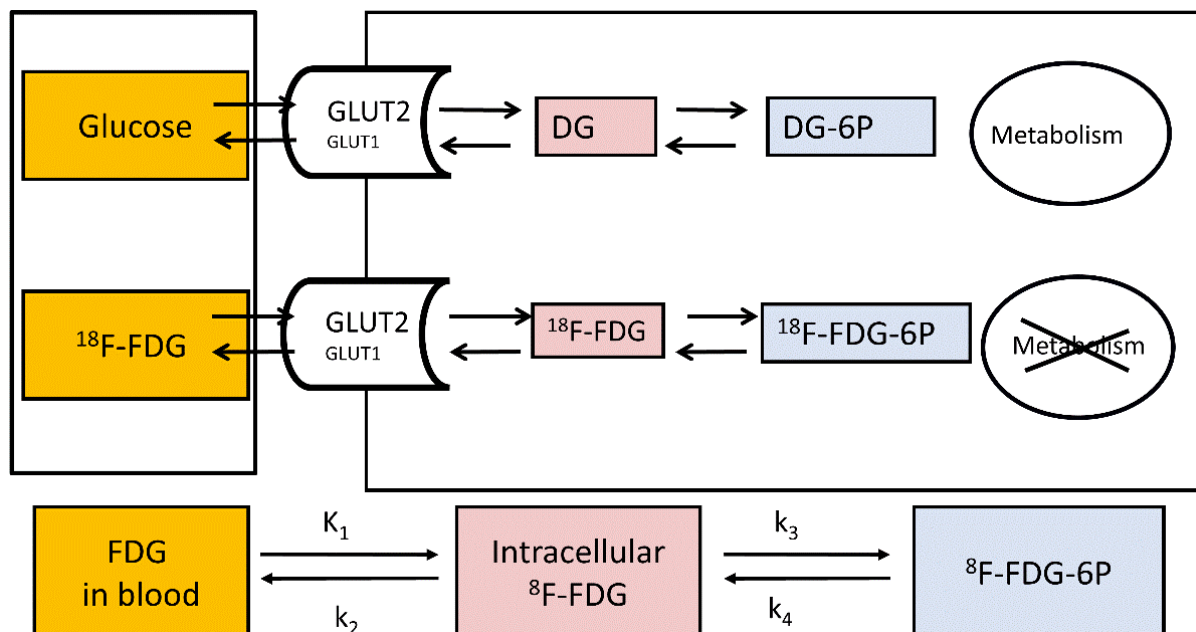 Glucose
GLUT2
GLUT1
DG
DG-6P
Metabolism
¹⁸F-FDG
GLUT2
GLUT1
¹⁸F-FDG
¹⁸F-FDG-6P
Metabolism
FDG
in blood
K₁
k₂
Intracellular
⁸F-FDG
k₃
k₄
⁸F-FDG-6P